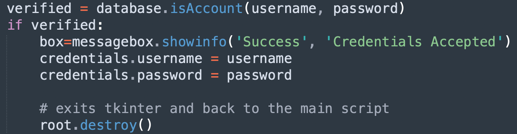 verified = database.isAccount(username, password)
if verified:
    box=messagebox.showinfo('Success', 'Credentials Accepted')
    credentials.username = username
    credentials.password = password
    # exits tkinter and back to the main script
    root.destroy()